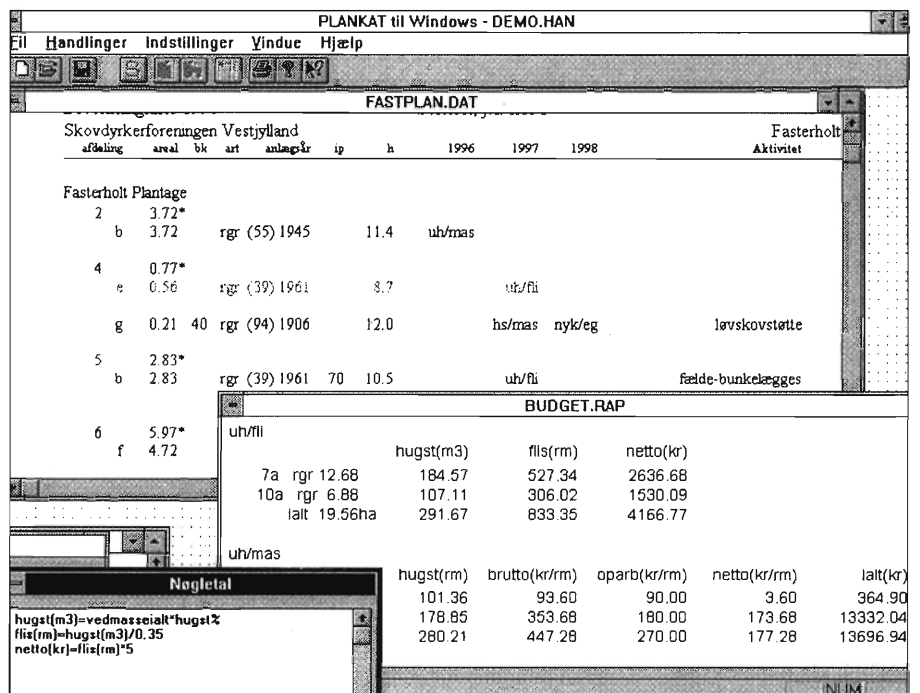 PLANKAT til Windows - DEMO.HAN
Fil Handlinger Indstillinger Vindue Hjælp
FASTPLAN.DAT
Skovdyrkerforeningen Vestjylland Fasterholt
afdeling areal bk art anlægsår ip h 1996 1997 1998 Aktivitet
Fasterholt Plantage
2 3.72*
b 3.72 rgr (55) 1945 11.4 uh/mas
4 0.77*
e 0.56 rgr (39) 1961 8.7 uh/fli
g 0.21 40 rgr (94) 1906 12.0 hs/mas nyk/eg løvskovstøtte
5 2.83*
b 2.83 rgr (39) 1961 70 10.5 uh/fli fælde-bunkelægges
6 5.97*
f 4.72
BUDGET.RAP
uh/fli
hugst(m3) flis(rm) netto(kr)
7a rgr 12.68 184.57 527.34 2636.68
10a rgr 6.88 107.11 306.02 1530.09
ialt 19.56ha 291.67 833.35 4166.77
uh/mas
hugst(rm) brutto(kr/rm) oparb(kr/rm) netto(kr/rm) ialt(kr)
101.36 93.60 90.00 3.60 364.90
178.85 353.68 180.00 173.68 13332.04
280.21 447.28 270.00 177.28 13696.94
Nøgletal
hugst(m3)=vedmasseialt*hugst%
flis(rm)=hugst(m3)/0.35
netto(kr)=flis(rm)*5
NUM